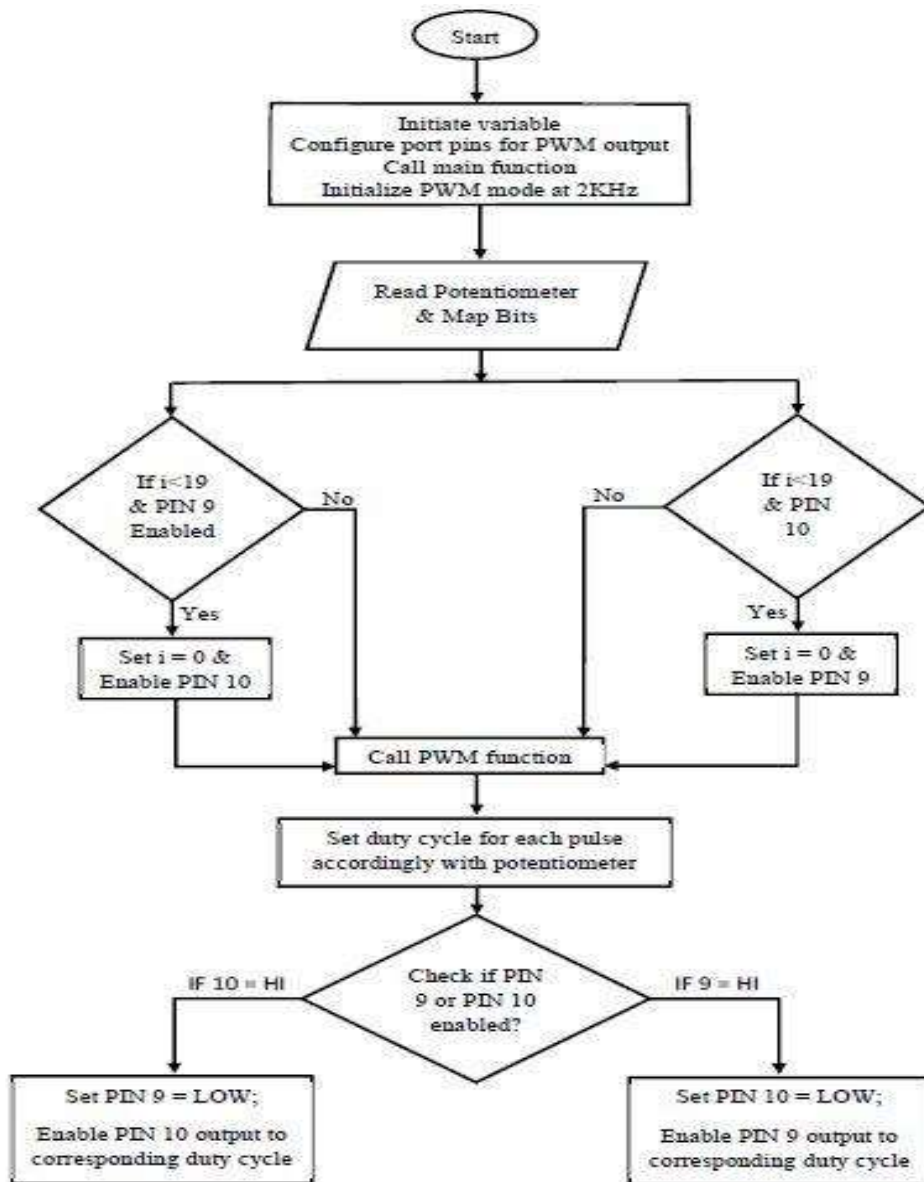 Start
Initiate variable
Configure port pins for PWM output
Call main function
Initialize PWM mode at 2KHz
Read Potentiometer
& Map Bits
If i<19
& PIN 9
Enabled
No
Yes
Set i = 0 &
Enable PIN 10
If i<19
& PIN
10
No
Yes
Set i = 0 &
Enable PIN 9
Call PWM function
Set duty cycle for each pulse
accordingly with potentiometer
Check if PIN
9 or PIN 10
enabled?
IF 10 = HI
IF 9 = HI
Set PIN 9 = LOW;
Enable PIN 10 output to
corresponding duty cycle
Set PIN 10 = LOW;
Enable PIN 9 output to
corresponding duty cycle